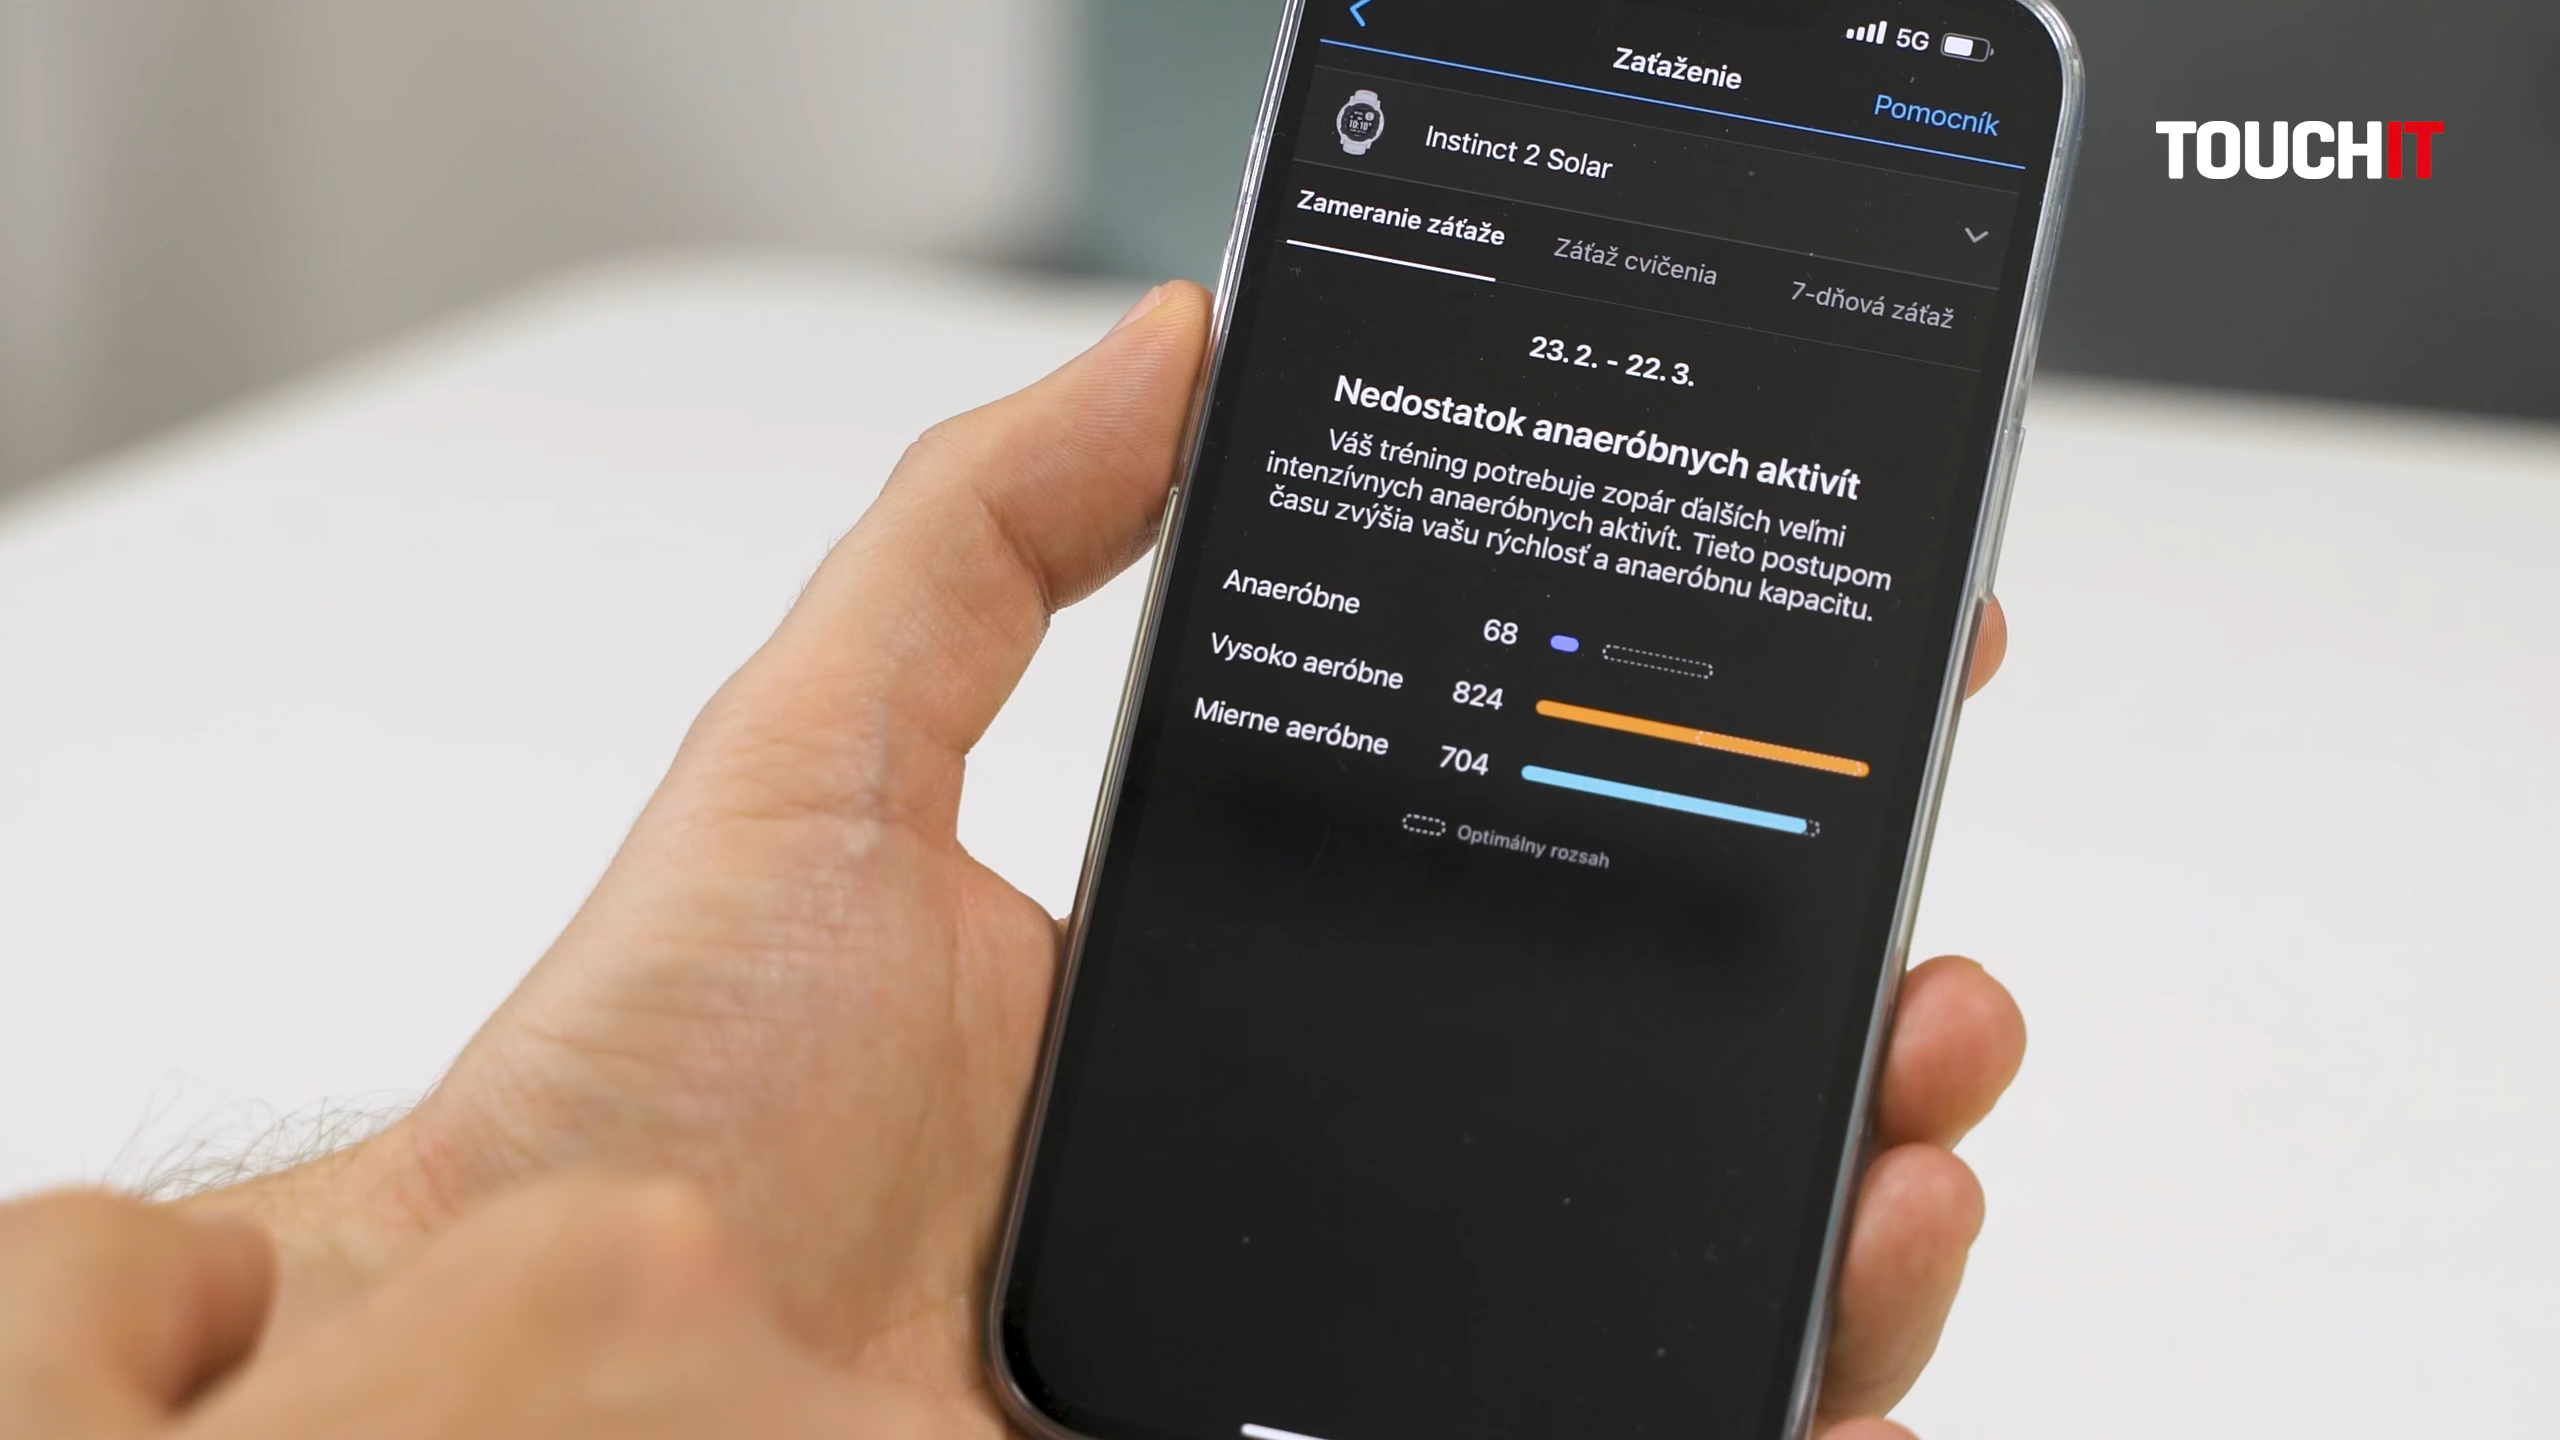 5G
Zaťaženie
Pomocník
TOUCHIT
10:10
Instinct 2 Solar
Zameranie záťaže
Záťaž cvičenia
7-dňová záťaž
23. 2. - 22. 3.
Nedostatok anaeróbnych aktivít
Váš tréning potrebuje zopár ďalších veľmi
intenzívnych anaeróbnych aktivít. Tieto postupom
času zvýšia vašu rýchlosť a anaeróbnu kapacitu.
Anaeróbne 68
Vysoko aeróbne 824
Mierne aeróbne 704
Optimálny rozsah